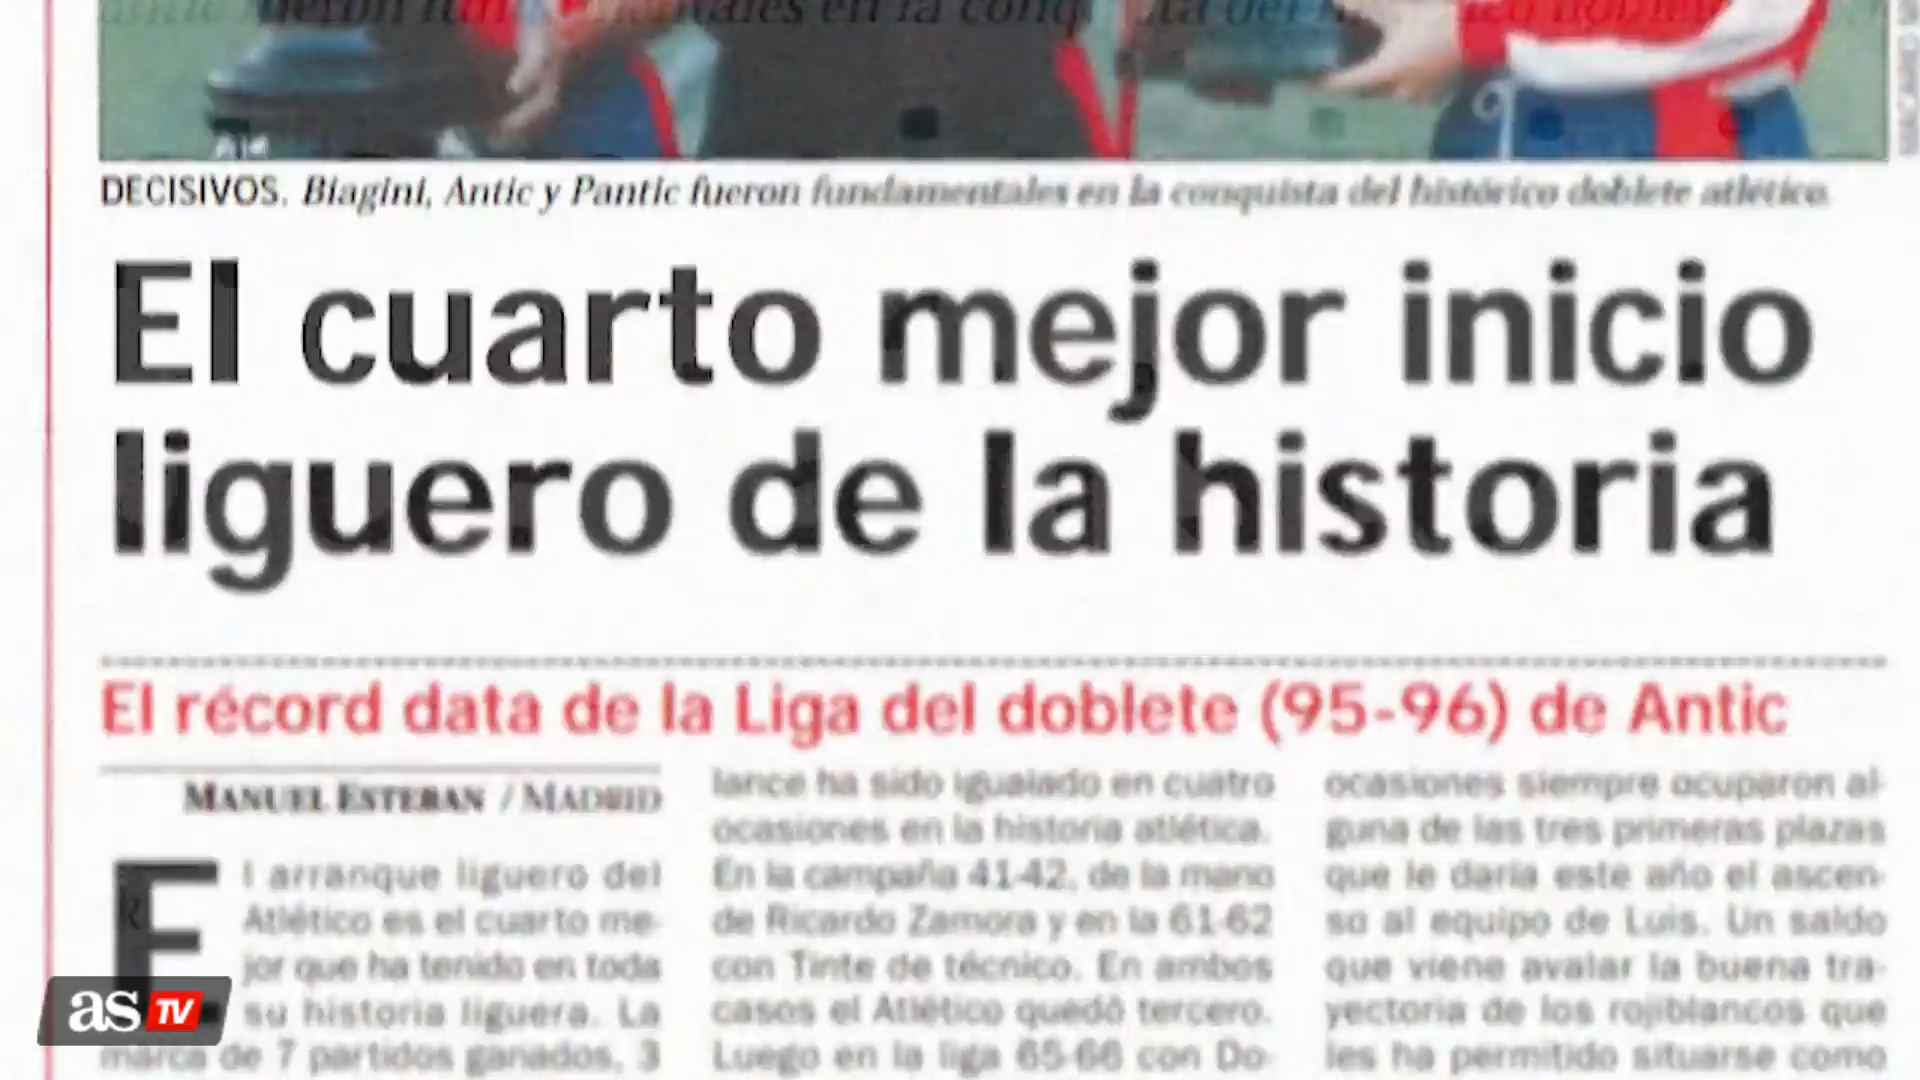 DECISIVOS. Biagini, Antic y Pantic fueron fundamentales en la conquista del histórico doblete atlético.
El cuarto mejor inicio
liguero de la historia
El récord data de la Liga del doblete (95-96) de Antic
MANUEL ESTEBAN / MADRID
El arranque liguero del
Atlético es el cuarto me-
jor que ha tenido en toda
su historia liguera. La
marca de 7 partidos ganados, 3
lance ha sido igualado en cuatro
ocasiones en la historia atlética.
En la campaña 41-42, de la mano
de Ricardo Zamora y en la 61-62
con Tinte de técnico. En ambos
casos el Atlético quedó tercero.
Luego en la liga 65-66 con Do-
ocasiones siempre ocuparon al-
guna de las tres primeras plazas
que le daría este año el ascen-
so al equipo de Luis. Un saldo
que viene avalar la buena tra-
yectoria de los rojiblancos que
les ha permitido situarse como
as TV